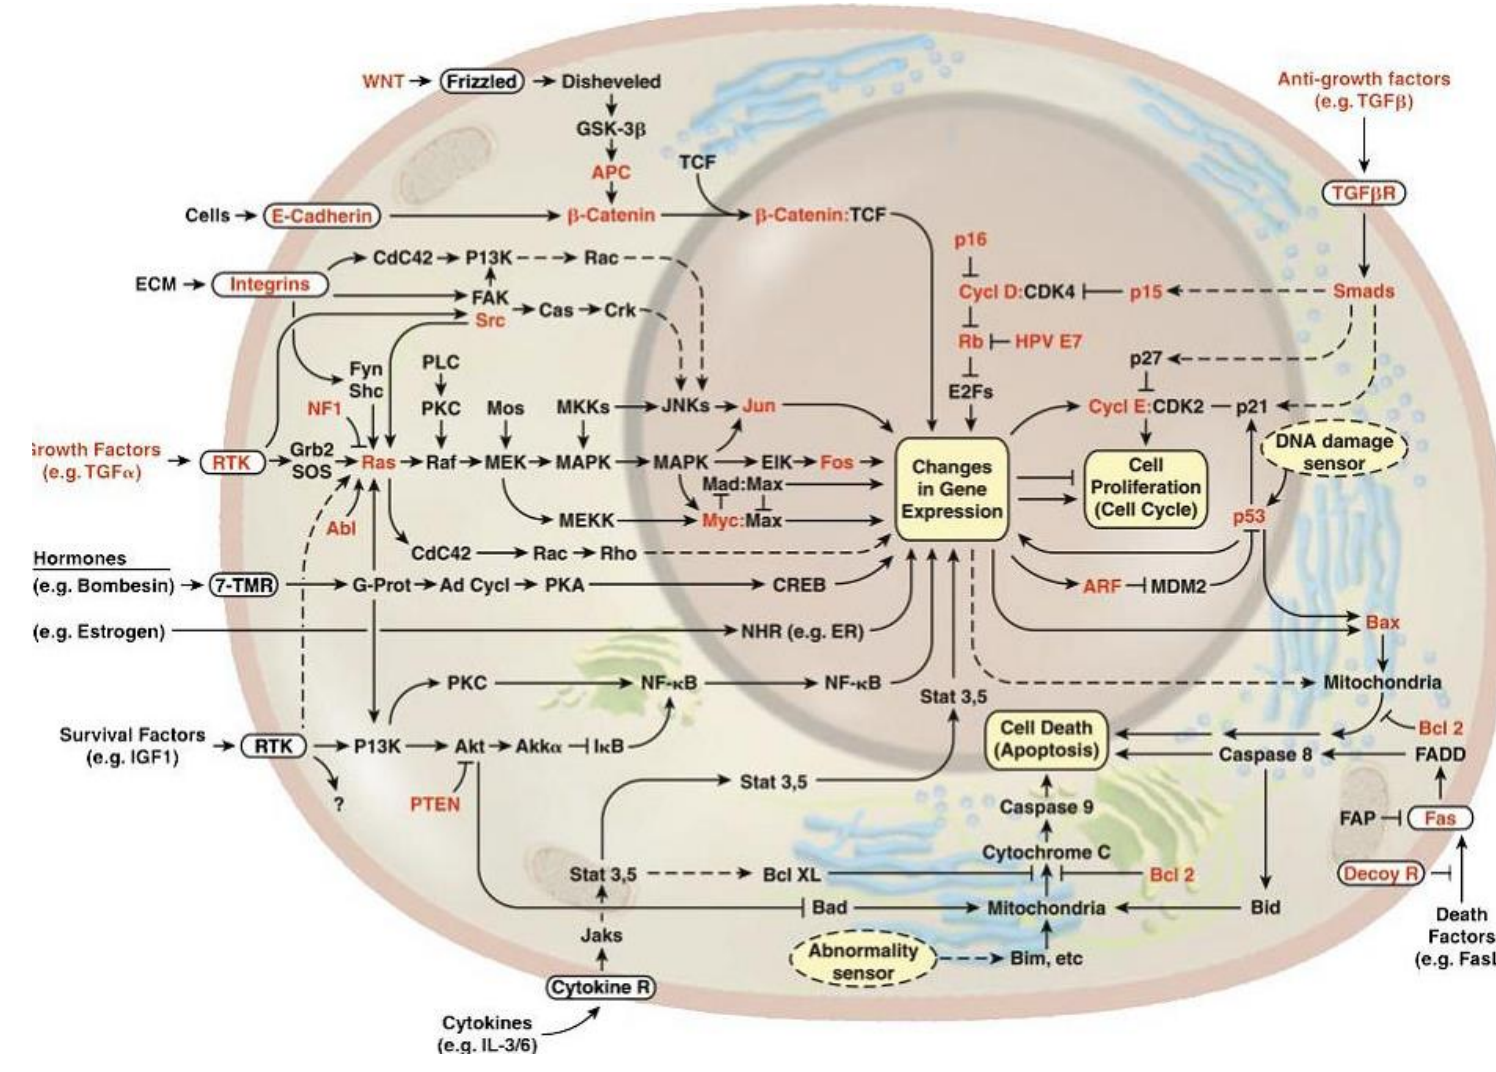 WNT
Frizzled
Disheveled
GSK-3β
APC
TCF
Cells
E-Cadherin
β-Catenin
β-Catenin:TCF
Anti-growth factors
(e.g. TGFβ)
TGFβR
Smads
ECM
Integrins
CdC42
P13K
Rac
FAK
Src
Cas
Crk
p16
Cycl D:CDK4
p15
Rb
HPV E7
E2Fs
p27
Cycl E:CDK2
p21
DNA damage
sensor
Fyn
Shc
NF1
PLC
PKC
Mos
MKKs
JNKs
Jun
rowth Factors
(e.g. TGFα)
RTK
Grb2
SOS
Ras
Raf
MEK
MAPK
MAPK
ElK
Fos
Mad:Max
MEKK
Myc:Max
Abl
CdC42
Rac
Rho
Changes
in Gene
Expression
Cell
Proliferation
(Cell Cycle)
p53
ARF
MDM2
Hormones
(e.g. Bombesin)
7-TMR
G-Prot
Ad Cycl
PKA
CREB
(e.g. Estrogen)
NHR (e.g. ER)
Bax
PKC
NF-κB
NF-κB
Stat 3,5
Mitochondria
Survival Factors
(e.g. IGF1)
RTK
P13K
Akt
Akkα
IκB
?
PTEN
Cell Death
(Apoptosis)
Bcl 2
Caspase 8
FADD
Stat 3,5
Caspase 9
FAP
Fas
Cytochrome C
Stat 3,5
Bcl XL
Bcl 2
Decoy R
Bad
Mitochondria
Bid
Death
Factors
(e.g. FasL
Jaks
Abnormality
sensor
Bim, etc
Cytokine R
Cytokines
(e.g. IL-3/6)